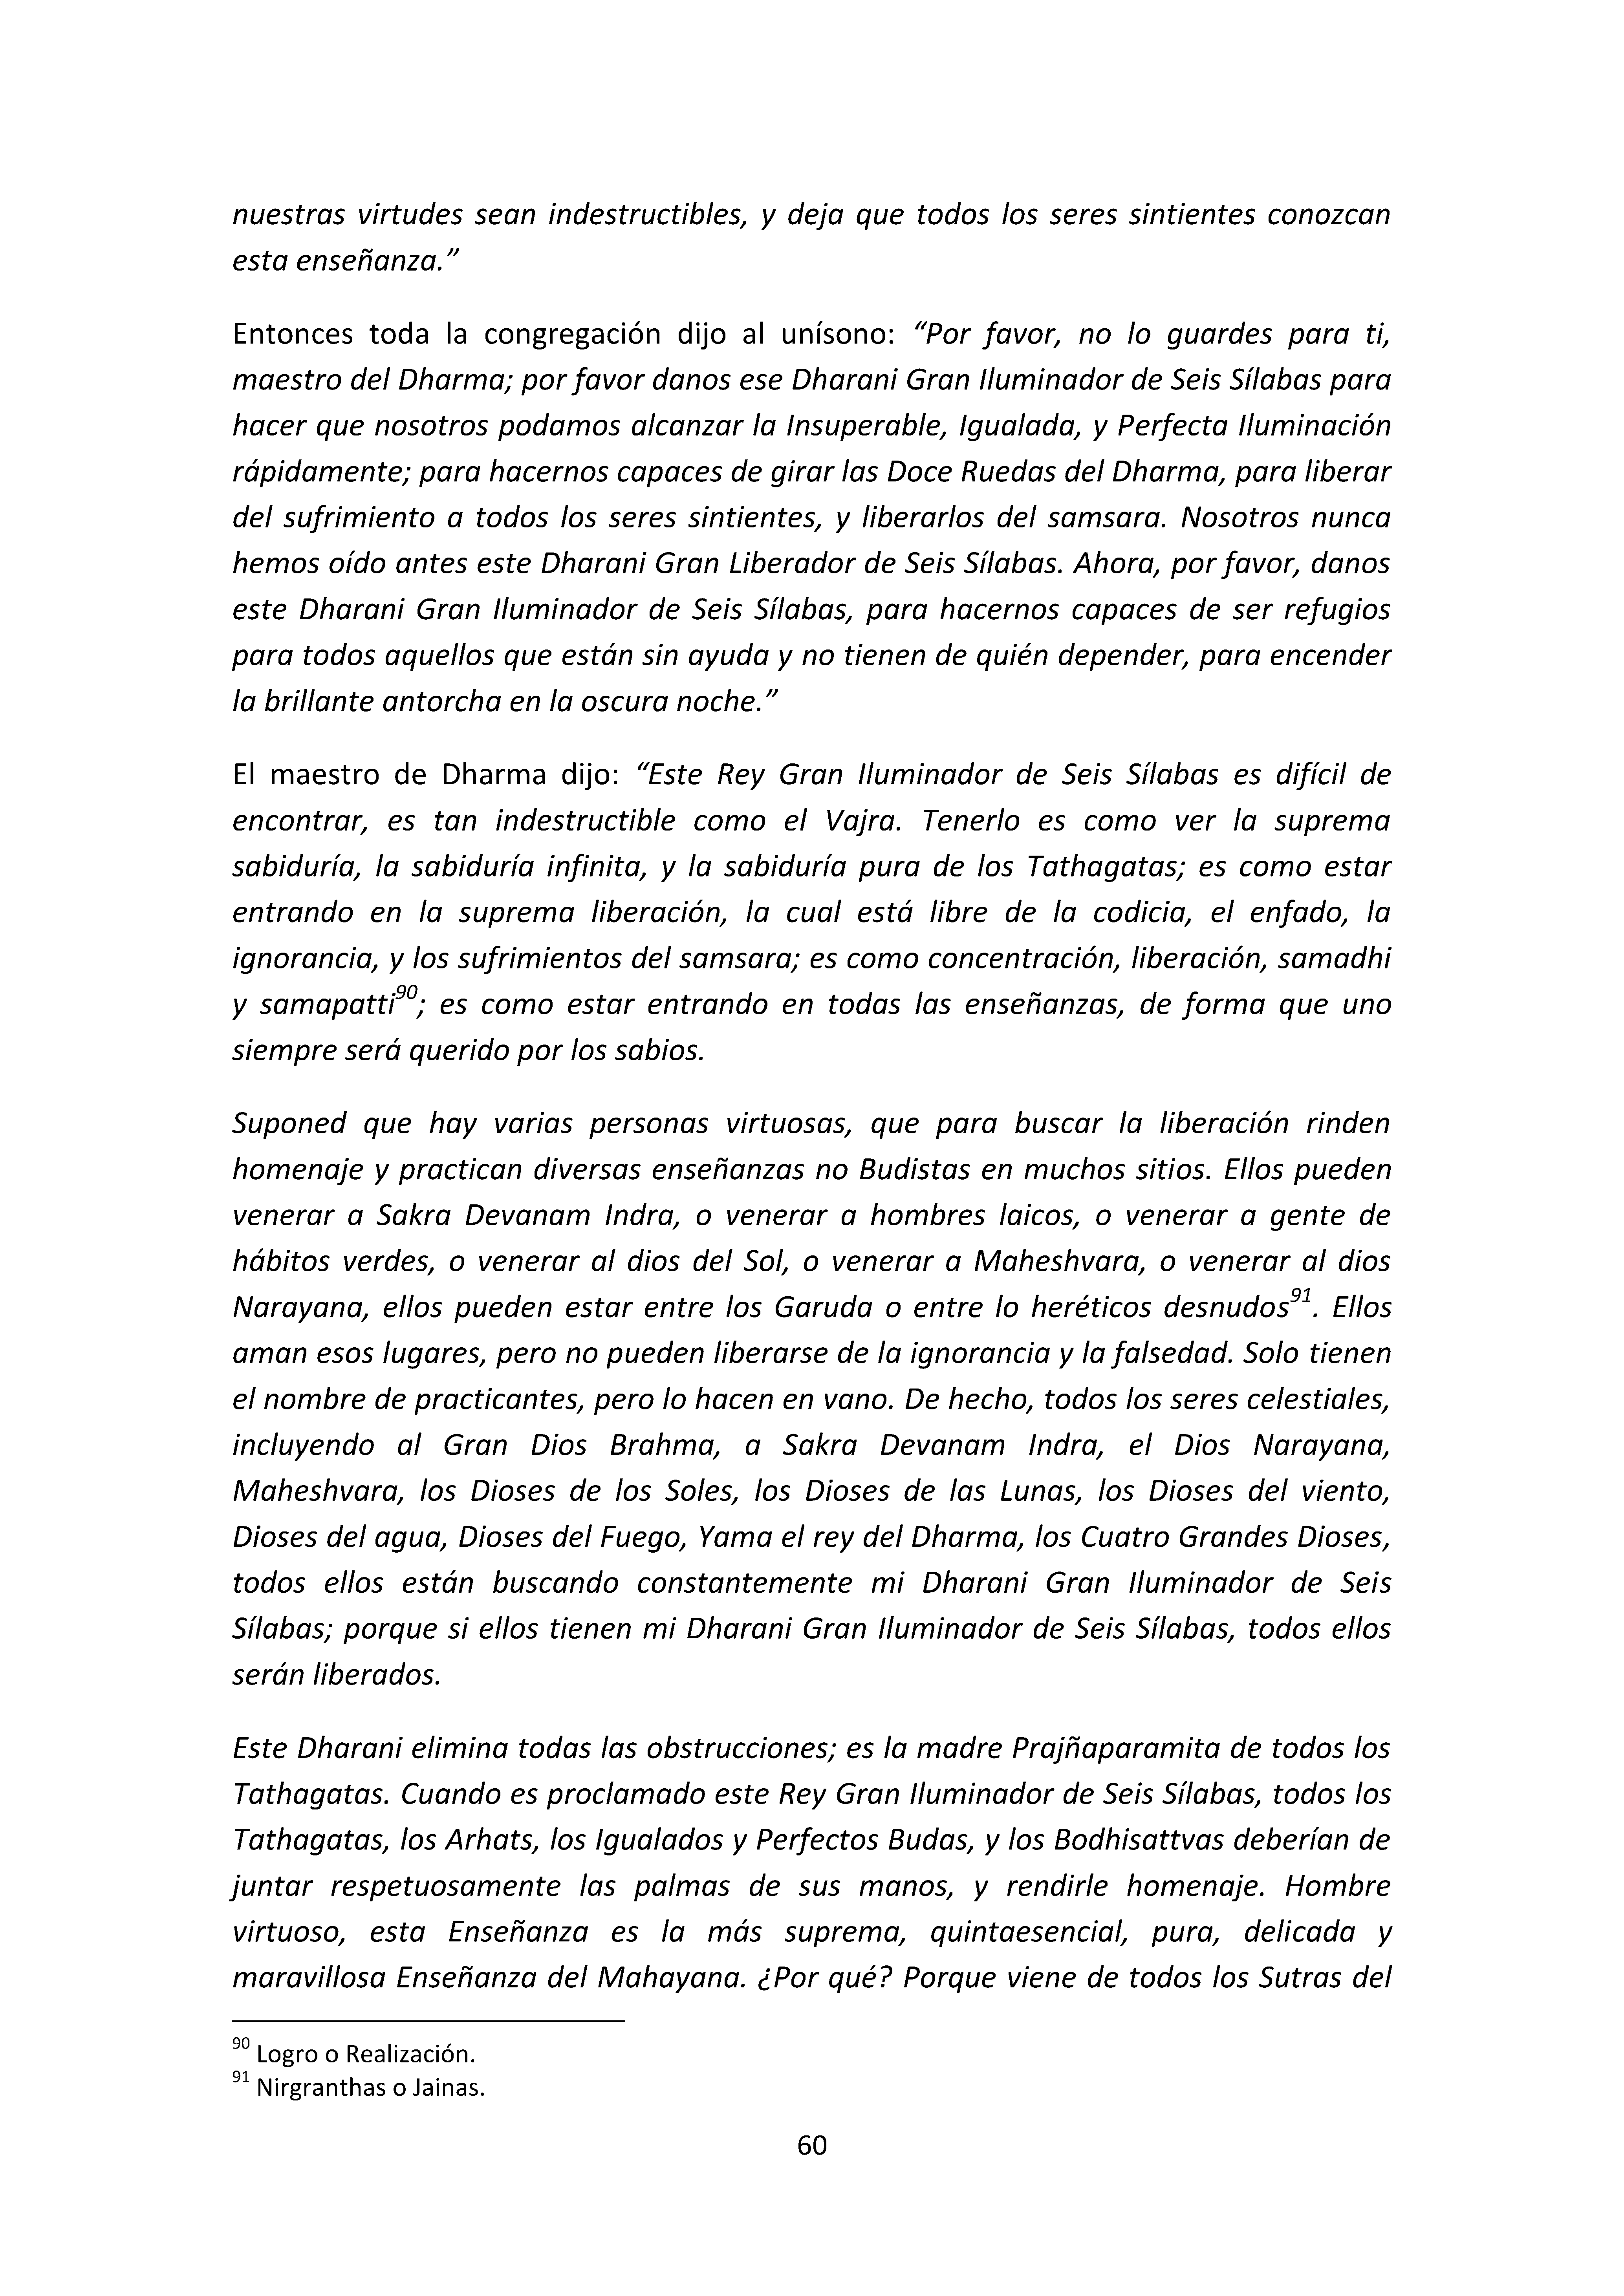 nuestras virtudes sean indestructibles, y deja que todos los seres sintientes conozcan
esta enseñanza.”
Entonces toda la congregación dijo al unísono: “Por favor, no lo guardes para ti,
maestro del Dharma; por favor danos ese Dharani Gran Iluminador de Seis Sílabas para
hacer que nosotros podamos alcanzar la Insuperable, Igualada, y Perfecta Iluminación
rápidamente; para hacernos capaces de girar las Doce Ruedas del Dharma, para liberar
del sufrimiento a todos los seres sintientes, y liberarlos del samsara. Nosotros nunca
hemos oído antes este Dharani Gran Liberador de Seis Sílabas. Ahora, por favor, danos
este Dharani Gran Iluminador de Seis Sílabas, para hacernos capaces de ser refugios
para todos aquellos que están sin ayuda y no tienen de quién depender, para encender
la brillante antorcha en la oscura noche.”
El maestro de Dharma dijo: “Este Rey Gran Iluminador de Seis Sílabas es difícil de
encontrar, es tan indestructible como el Vajra. Tenerlo es como ver la suprema
sabiduría, la sabiduría infinita, y la sabiduría pura de los Tathagatas; es como estar
entrando en la suprema liberación, la cual está libre de la codicia, el enfado, la
ignorancia, y los sufrimientos del samsara; es como concentración, liberación, samadhi
y samapatti90; es como estar entrando en todas las enseñanzas, de forma que uno
siempre será querido por los sabios.
Suponed que hay varias personas virtuosas, que para buscar la liberación rinden
homenaje y practican diversas enseñanzas no Budistas en muchos sitios. Ellos pueden
venerar a Sakra Devanam Indra, o venerar a hombres laicos, o venerar a gente de
hábitos verdes, o venerar al dios del Sol, o venerar a Maheshvara, o venerar al dios
Narayana, ellos pueden estar entre los Garuda o entre lo heréticos desnudos91. Ellos
aman esos lugares, pero no pueden liberarse de la ignorancia y la falsedad. Solo tienen
el nombre de practicantes, pero lo hacen en vano. De hecho, todos los seres celestiales,
incluyendo al Gran Dios Brahma, a Sakra Devanam Indra, el Dios Narayana,
Maheshvara, los Dioses de los Soles, los Dioses de las Lunas, los Dioses del viento,
Dioses del agua, Dioses del Fuego, Yama el rey del Dharma, los Cuatro Grandes Dioses,
todos ellos están buscando constantemente mi Dharani Gran Iluminador de Seis
Sílabas; porque si ellos tienen mi Dharani Gran Iluminador de Seis Sílabas, todos ellos
serán liberados.
Este Dharani elimina todas las obstrucciones; es la madre Prajñaparamita de todos los
Tathagatas. Cuando es proclamado este Rey Gran Iluminador de Seis Sílabas, todos los
Tathagatas, los Arhats, los Igualados y Perfectos Budas, y los Bodhisattvas deberían de
juntar respetuosamente las palmas de sus manos, y rendirle homenaje. Hombre
virtuoso, esta Enseñanza es la más suprema, quintaesencial, pura, delicada y
maravillosa Enseñanza del Mahayana. ¿Por qué? Porque viene de todos los Sutras del
90 Logro o Realización.
91 Nirgranthas o Jainas.
60